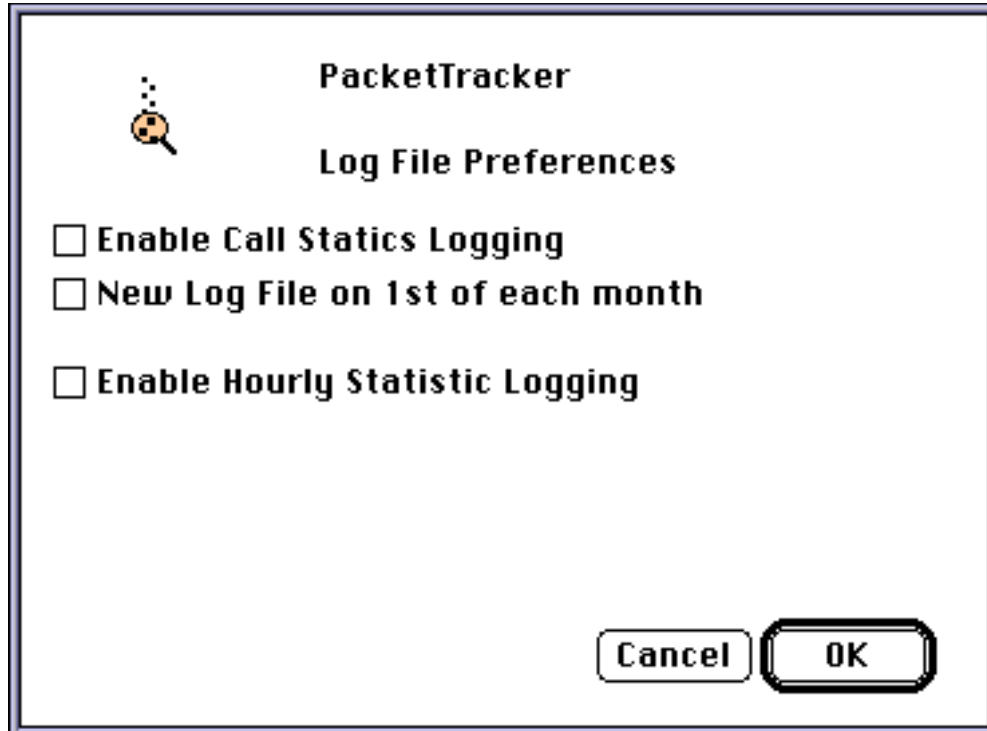 PacketTracker
Log File Preferences
Enable Call Statics Logging
New Log File on 1st of each month
Enable Hourly Statistic Logging
Cancel
OK